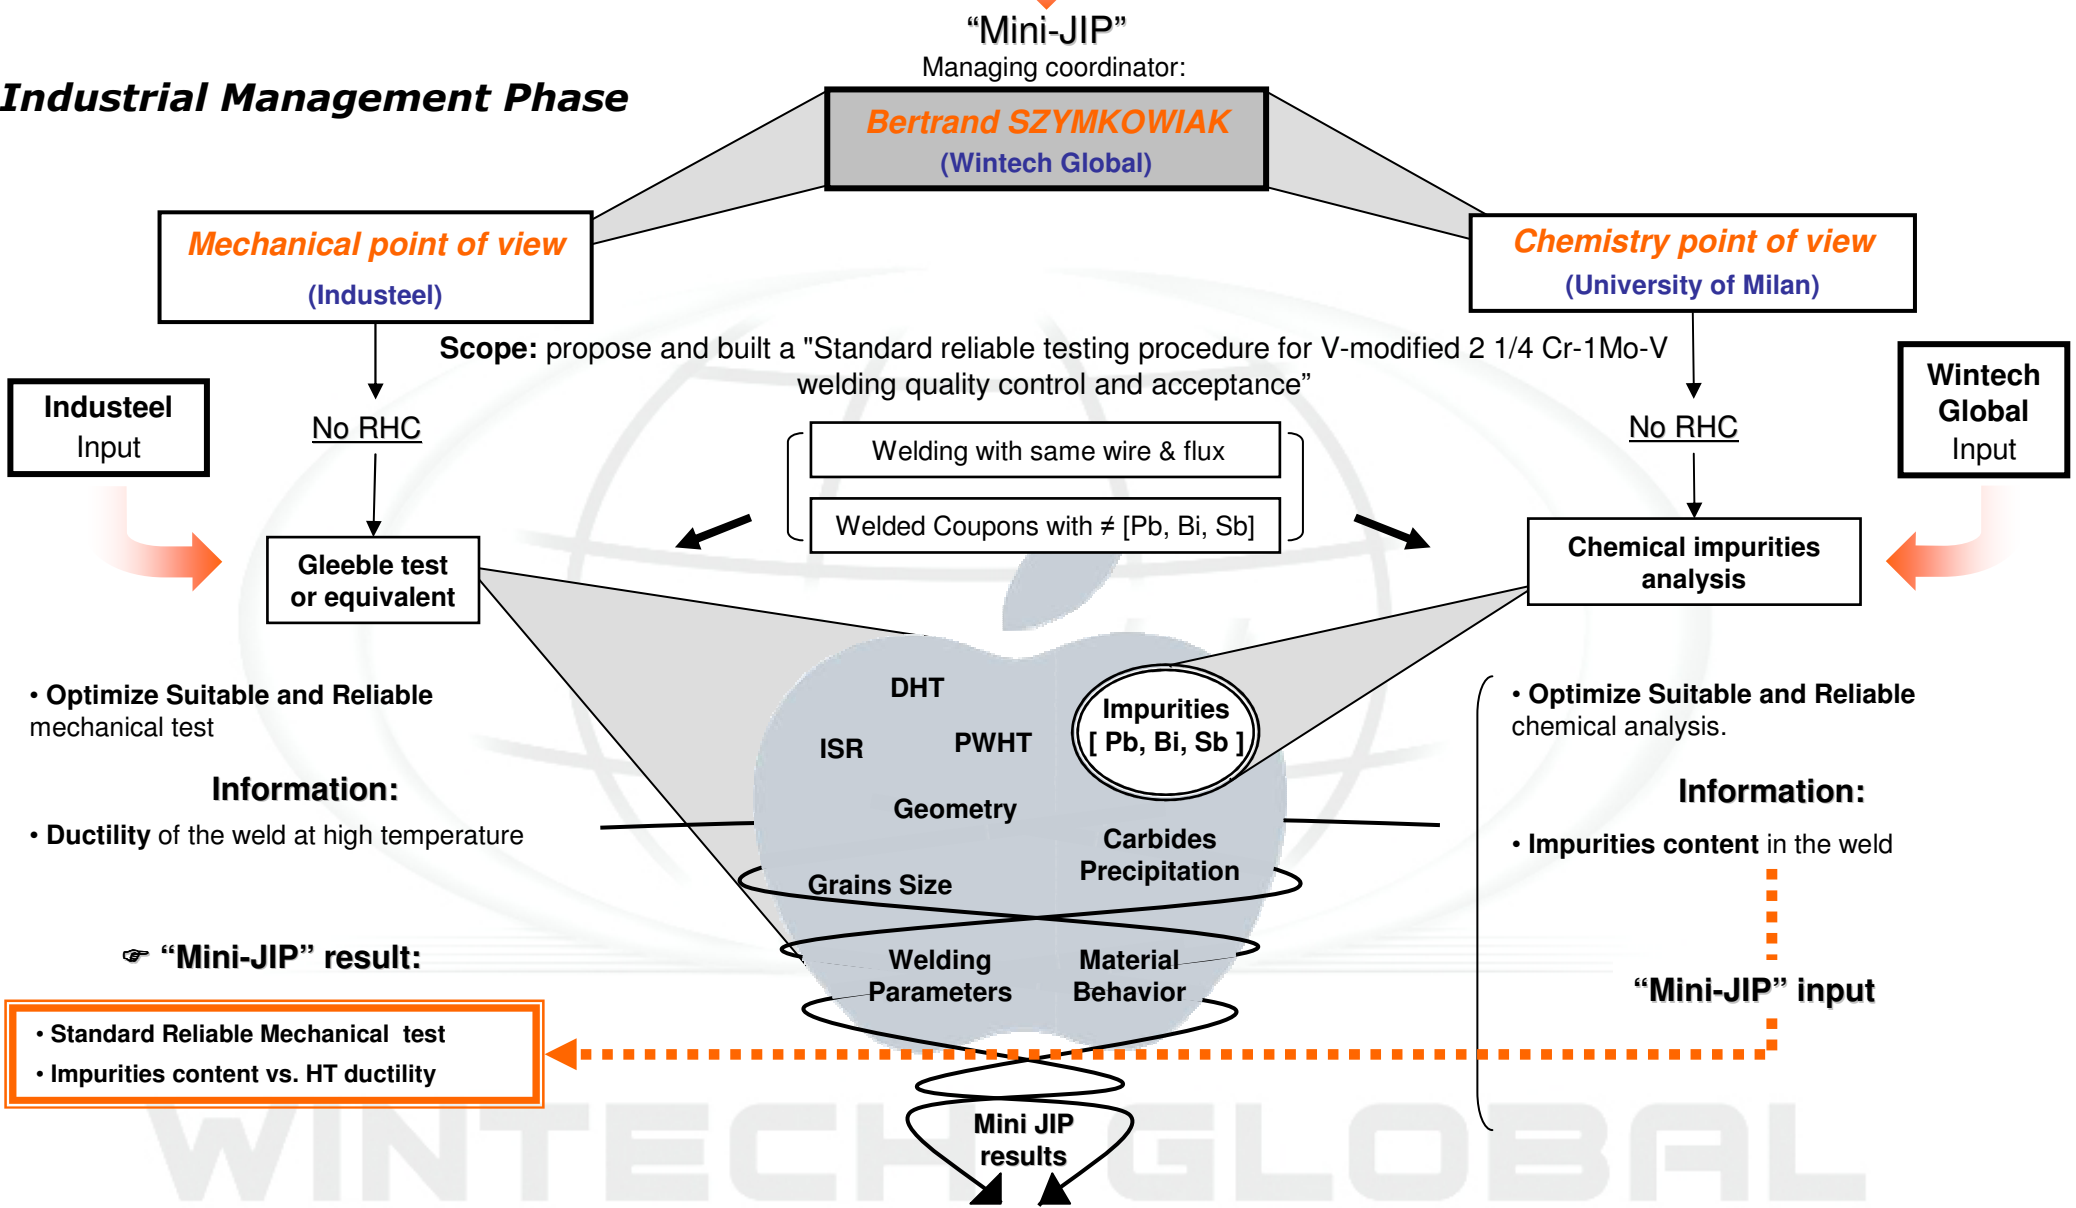 “Mini-JIP”
Managing coordinator:
Industrial Management Phase
Bertrand SZYMKOWIAK
(Wintech Global)
Mechanical point of view
(Industeel)
Chemistry point of view
(University of Milan)
Scope: propose and built a "Standard reliable testing procedure for V-modified 2 1/4 Cr-1Mo-V
welding quality control and acceptance”
Industeel
Input
No RHC
Welding with same wire & flux
Welded Coupons with ≠ [Pb, Bi, Sb]
No RHC
Wintech
Global
Input
Gleeble test
or equivalent
Chemical impurities
analysis
• Optimize Suitable and Reliable
mechanical test
Information:
• Ductility of the weld at high temperature
DHT
ISR
PWHT
Impurities
[ Pb, Bi, Sb ]
Geometry
Carbides
Precipitation
Grains Size
Welding
Parameters
Material
Behavior
• Optimize Suitable and Reliable
chemical analysis.
Information:
• Impurities content in the weld
☞ “Mini-JIP” result:
“Mini-JIP” input
• Standard Reliable Mechanical  test
• Impurities content vs. HT ductility
Mini JIP
results
WINTECH GLOBAL